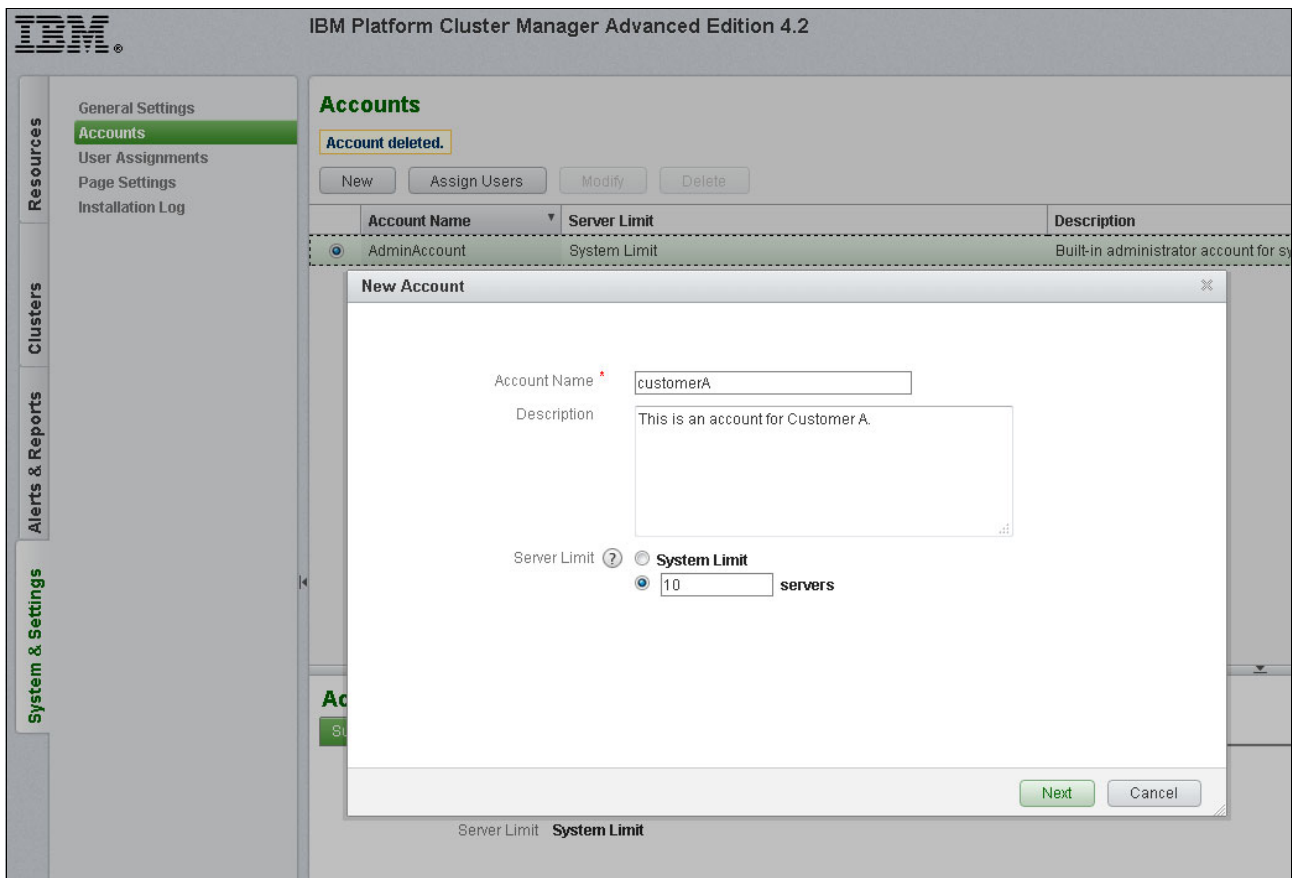 IBM®
IBM Platform Cluster Manager Advanced Edition 4.2
Resources
Clusters
Alerts & Reports
System & Settings
General Settings
Accounts
User Assignments
Page Settings
Installation Log
Accounts
Account deleted.
New Assign Users Modify Delete
Account Name Server Limit Description
AdminAccount System Limit Built-in administrator account for sy
New Account
Account Name *
customerA
Description
This is an account for Customer A.
Server Limit ? System Limit
10 servers
Next Cancel
Ac
Su
Server Limit System Limit